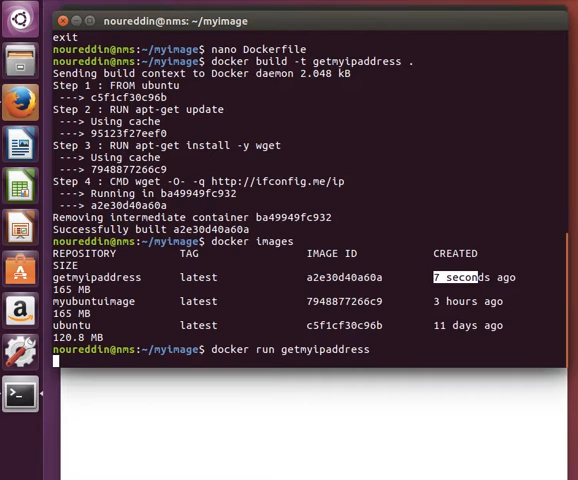 noureddin@nms: ~/myimage
exit
noureddin@nms:~/myimage$ nano Dockerfile
noureddin@nms:~/myimage$ docker build -t getmyipaddress .
Sending build context to Docker daemon 2.048 kB
Step 1 : FROM ubuntu
---> c5f1cf30c96b
Step 2 : RUN apt-get update
---> Using cache
---> 95123f27eef0
Step 3 : RUN apt-get install -y wget
---> Using cache
---> 7948877266c9
Step 4 : CMD wget -O- -q http://ifconfig.me/ip
---> Running in ba49949fc932
---> a2e30d40a60a
Removing intermediate container ba49949fc932
Successfully built a2e30d40a60a
noureddin@nms:~/myimage$ docker images
REPOSITORY TAG IMAGE ID CREATED
SIZE
getmyipaddress latest a2e30d40a60a 7 seconds ago
165 MB
myubuntuimage latest 7948877266c9 3 hours ago
165 MB
ubuntu latest c5f1cf30c96b 11 days ago
120.8 MB
noureddin@nms:~/myimage$ docker run getmyipaddress